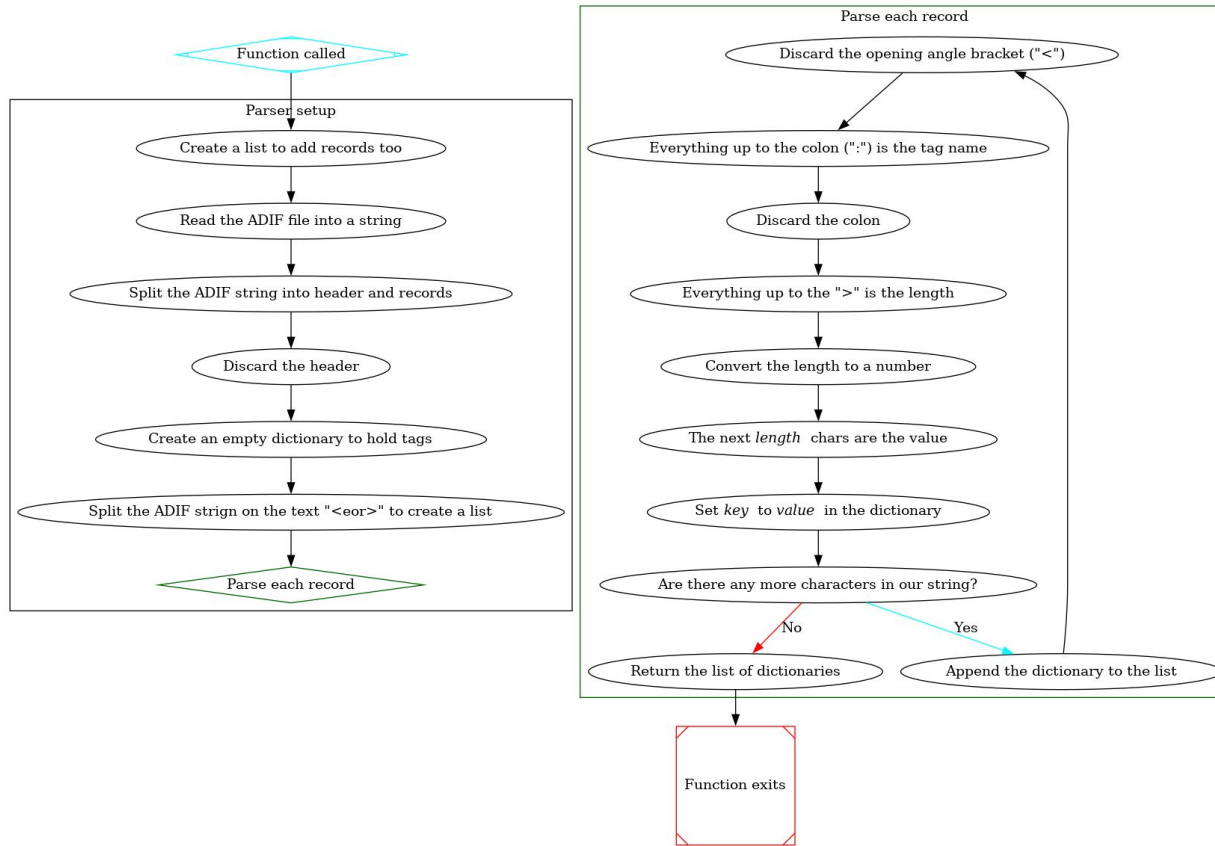 Function called
Parser setup
Create a list to add records too
Read the ADIF file into a string
Split the ADIF string into header and records
Discard the header
Create an empty dictionary to hold tags
Split the ADIF strign on the text "<eor>" to create a list
Parse each record
Parse each record
Discard the opening angle bracket ("<")
Everything up to the colon (":") is the tag name
Discard the colon
Everything up to the ">" is the length
Convert the length to a number
The next length chars are the value
Set key to value in the dictionary
Are there any more characters in our string?
No
Yes
Return the list of dictionaries
Append the dictionary to the list
Function exits